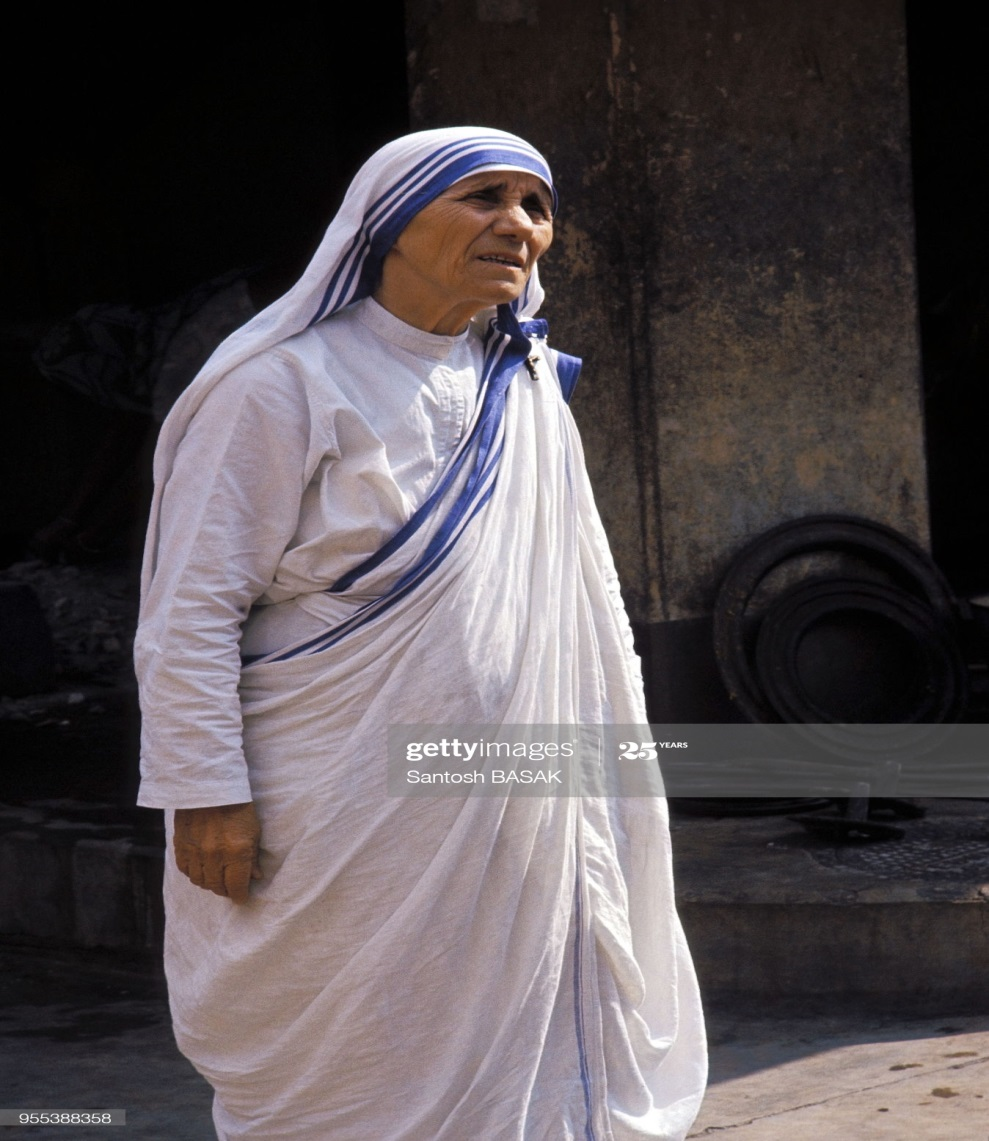 gettyimages® | 25 YEARS
Santosh BASAK
955388358